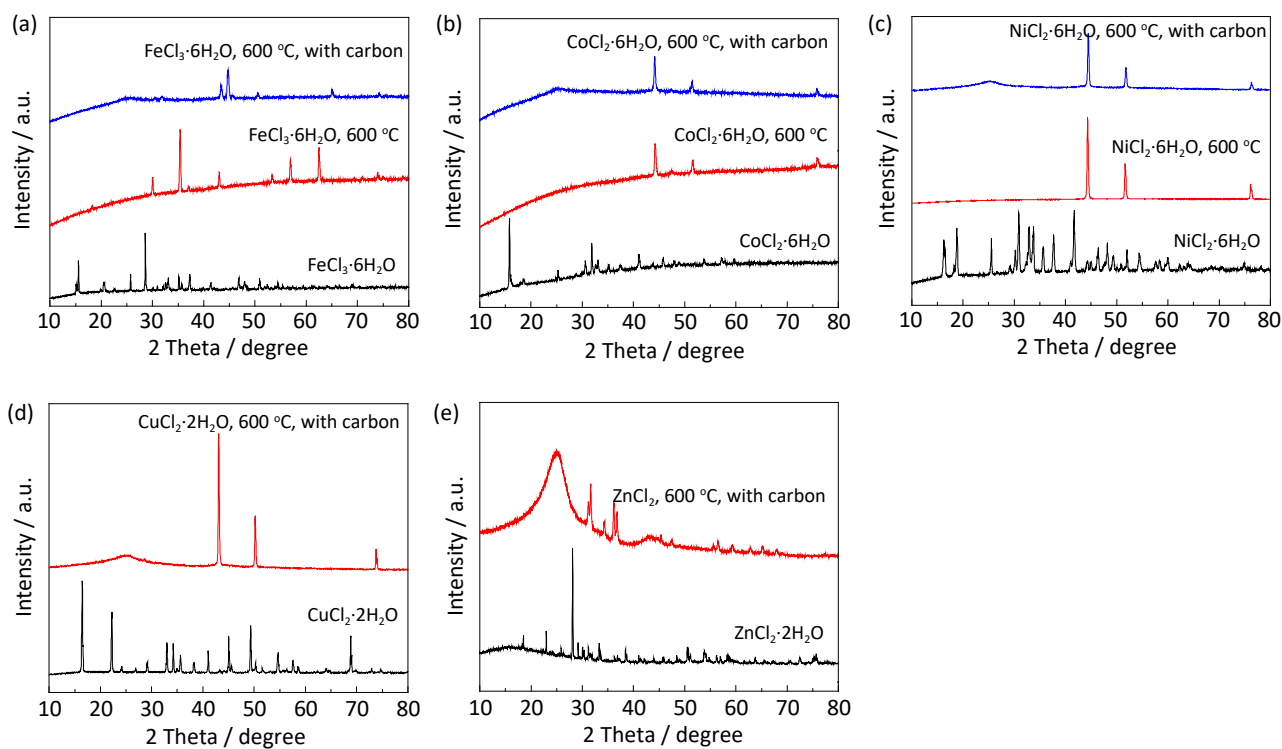 (a)
FeCl₃·6H₂O, 600 °C, with carbon
FeCl₃·6H₂O, 600 °C
FeCl₃·6H₂O
Intensity / a.u.
10 20 30 40 50 60 70 80
2 Theta / degree
(b)
CoCl₂·6H₂O, 600 °C, with carbon
CoCl₂·6H₂O, 600 °C
CoCl₂·6H₂O
Intensity / a.u.
10 20 30 40 50 60 70 80
2 Theta / degree
(c)
NiCl₂·6H₂O, 600 °C, with carbon
NiCl₂·6H₂O, 600 °C
NiCl₂·6H₂O
Intensity / a.u.
10 20 30 40 50 60 70 80
2 Theta / degree
(d)
CuCl₂·2H₂O, 600 °C, with carbon
CuCl₂·2H₂O
Intensity / a.u.
10 20 30 40 50 60 70 80
2 Theta / degree
(e)
ZnCl₂, 600 °C, with carbon
ZnCl₂·2H₂O
Intensity / a.u.
10 20 30 40 50 60 70 80
2 Theta / degree